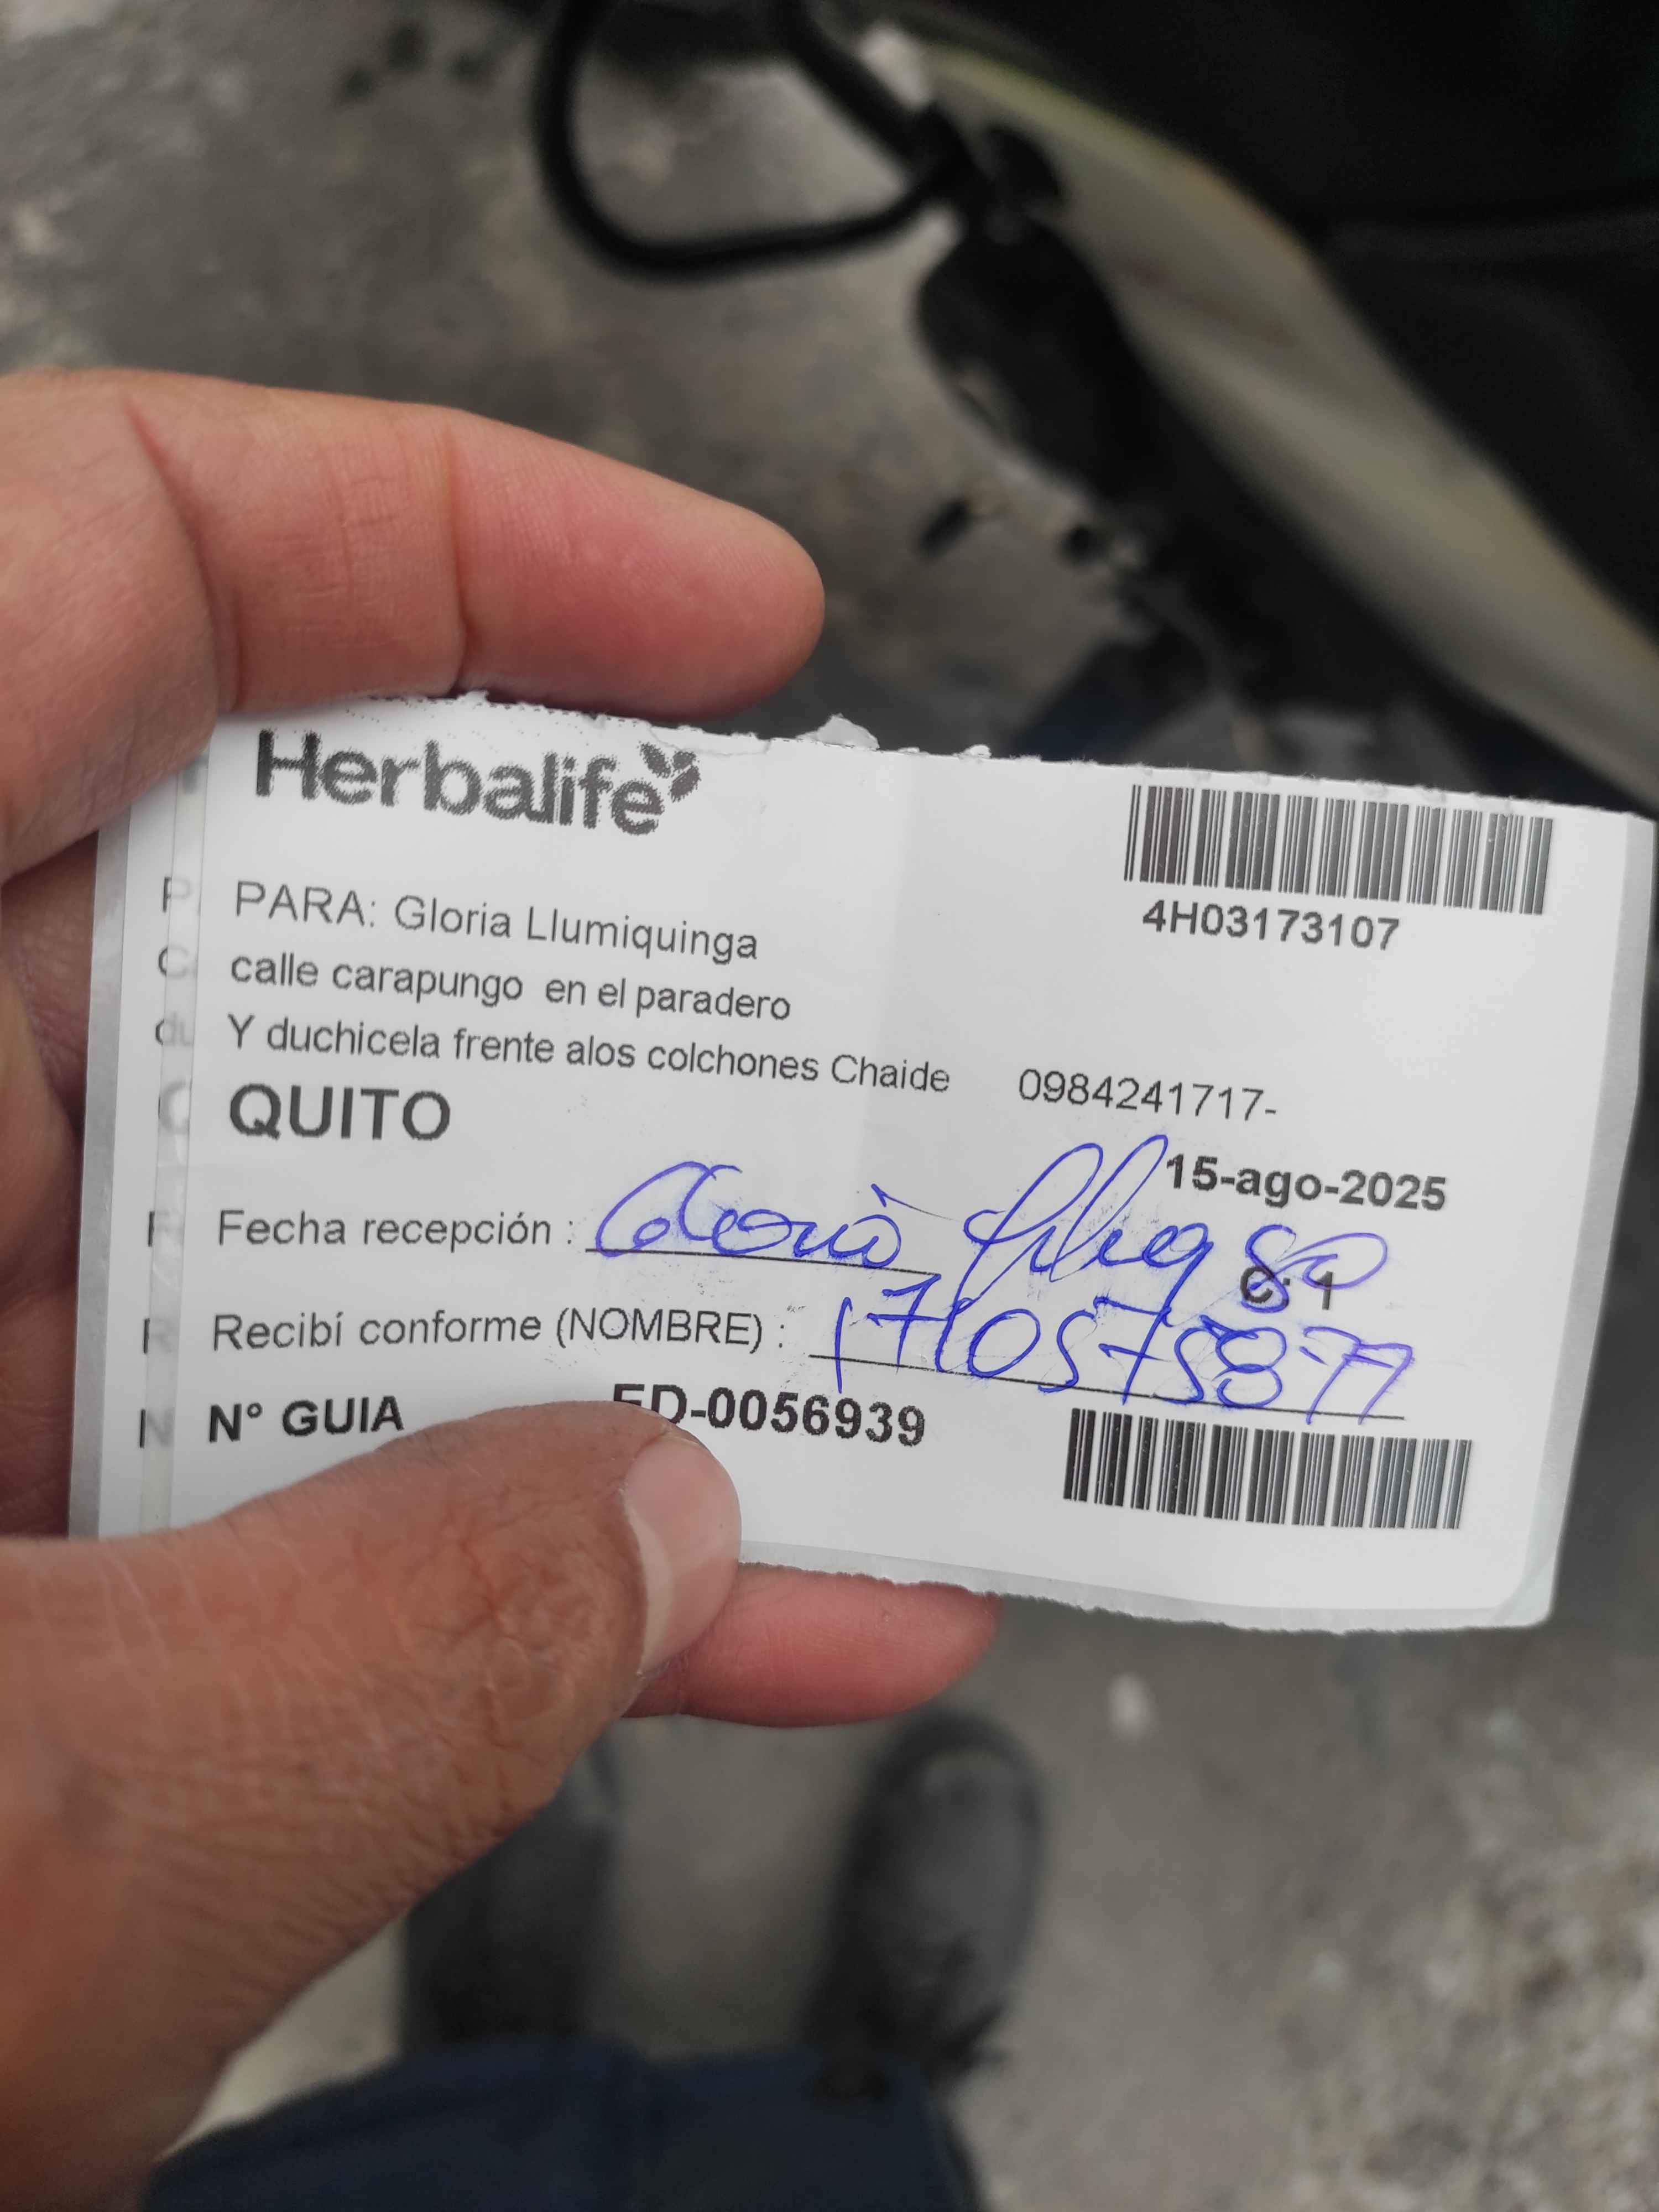 Herbalife
4H03173107
PARA: Gloria Llumiquinga
calle carapungo en el paradero
Y duchicela frente alos colchones Chaide 0984241717-
QUITO
15-ago-2025
Fecha recepción :
C: 1
Recibí conforme (NOMBRE) :
N° GUIA ED-0056939